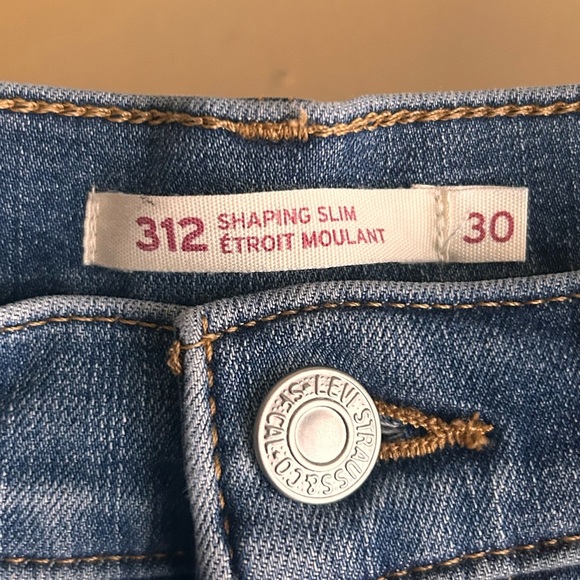 312 SHAPING SLIM
ÉTROIT MOULANT
30
LEVI STRAUSS & CO. S.F. CAL.